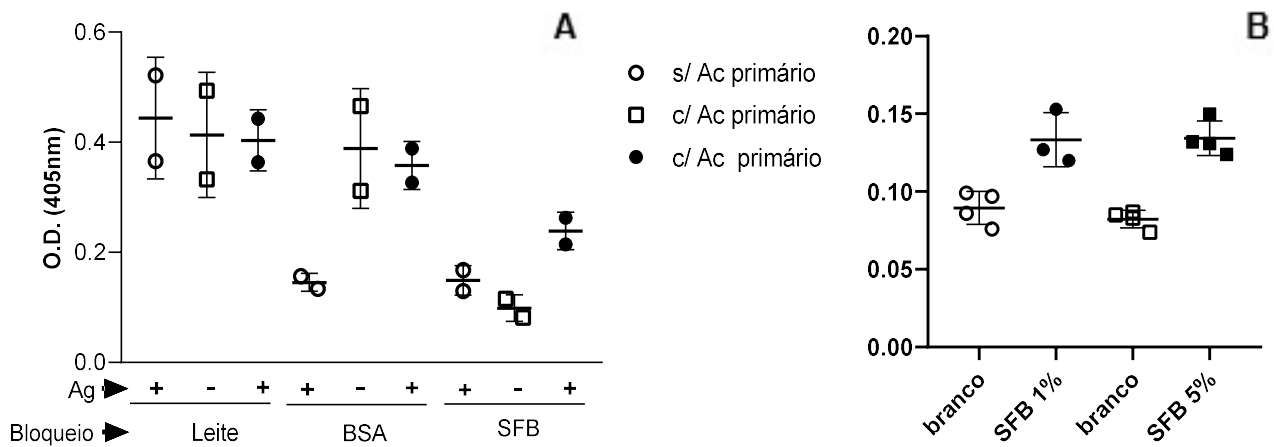 A
0.6
0.4
0.2
0.0
O.D. (405nm)
Ag + - + + - + + - +
Bloqueio Leite BSA SFB
s/ Ac primário
c/ Ac primário
c/ Ac primário
B
0.20
0.15
0.10
0.05
0.00
branco
SFB 1%
branco
SFB 5%